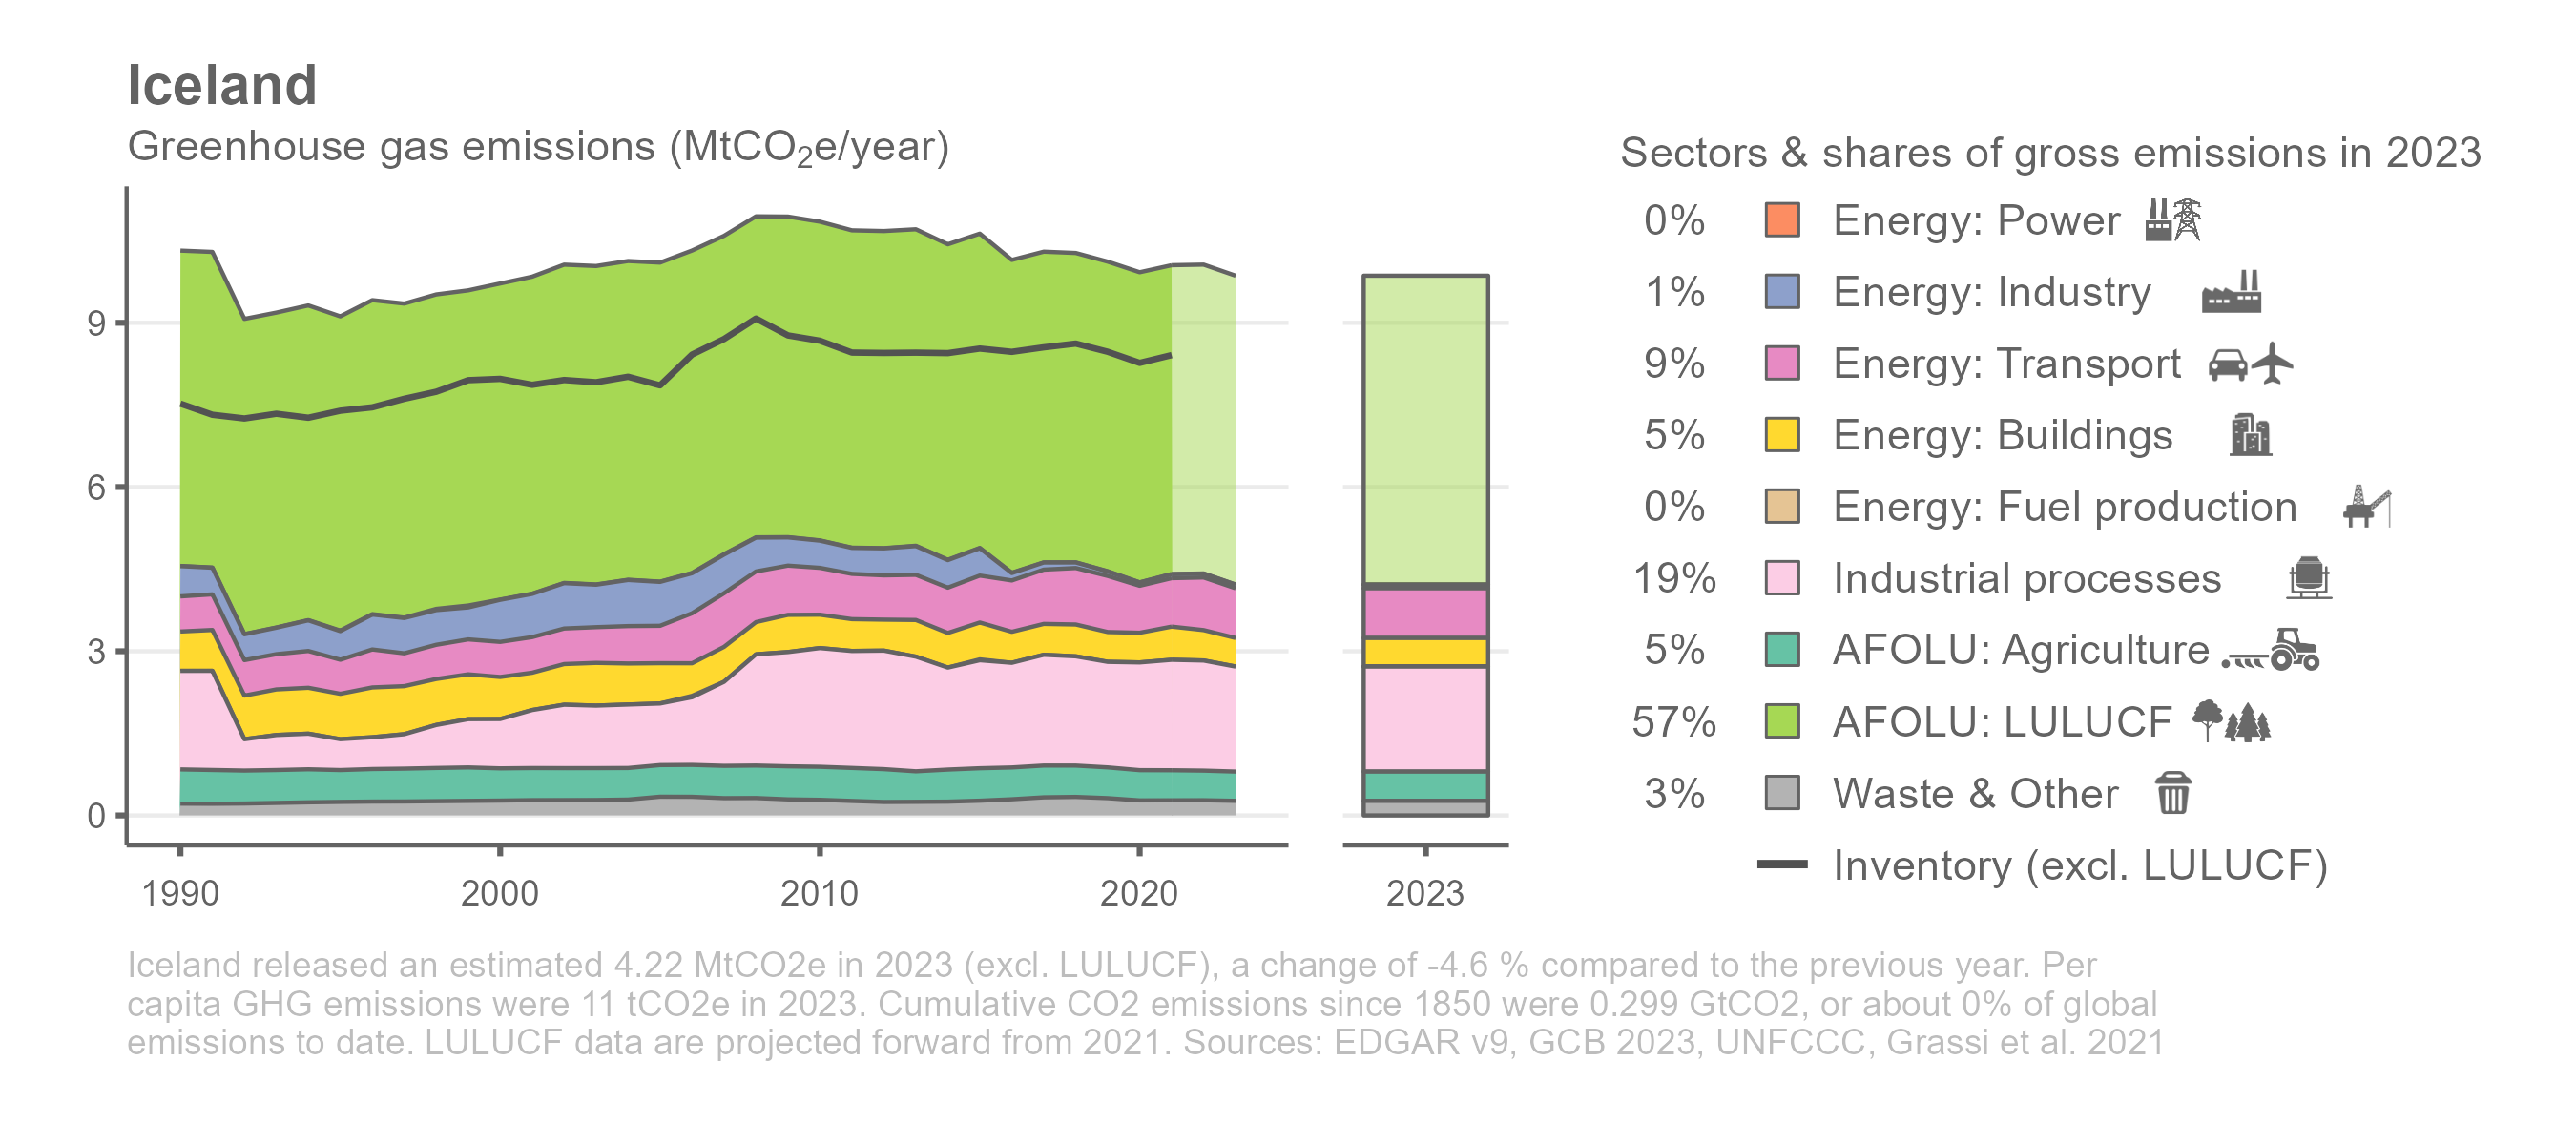 Iceland
Greenhouse gas emissions (MtCO₂e/year)
9
6
3
0
1990
2000
2010
2020
2023
Sectors & shares of gross emissions in 2023
0% Energy: Power
1% Energy: Industry
9% Energy: Transport
5% Energy: Buildings
0% Energy: Fuel production
19% Industrial processes
5% AFOLU: Agriculture
57% AFOLU: LULUCF
3% Waste & Other
Inventory (excl. LULUCF)
Iceland released an estimated 4.22 MtCO2e in 2023 (excl. LULUCF), a change of -4.6 % compared to the previous year. Per
capita GHG emissions were 11 tCO2e in 2023. Cumulative CO2 emissions since 1850 were 0.299 GtCO2, or about 0% of global
emissions to date. LULUCF data are projected forward from 2021. Sources: EDGAR v9, GCB 2023, UNFCCC, Grassi et al. 2021